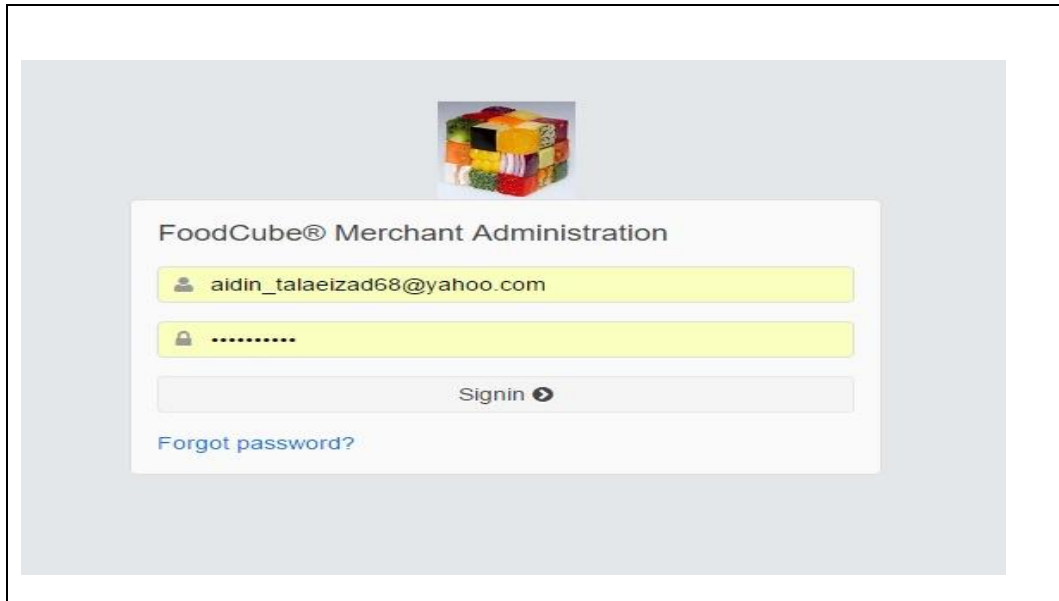 FoodCube® Merchant Administration
aidin_talaeizad68@yahoo.com
••••••••••
Signin
Forgot password?